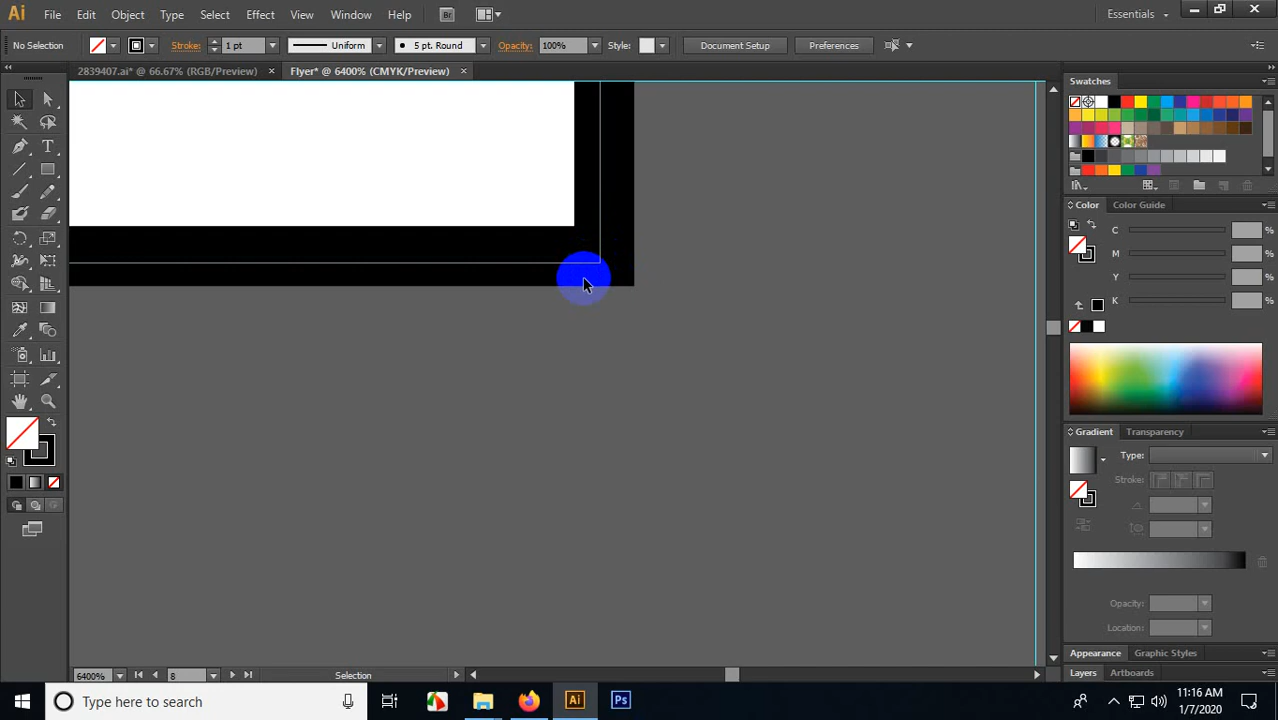 Ai File Edit Object Type Select Effect View Window Help Br Essentials
No Selection Stroke: 1 pt Uniform 5 pt. Round Opacity: 100% Style: Document Setup Preferences
2839407.ai* @ 66.67% (RGB/Preview) Flyer* @ 6400% (CMYK/Preview)
Swatches
Color Color Guide
C %
M %
Y %
K %
Gradient Transparency
Type:
Stroke:
Opacity:
Location:
Appearance Graphic Styles
Layers Artboards
6400% 8 Selection
Type here to search Ai Ps 11:16 AM
1/7/2020